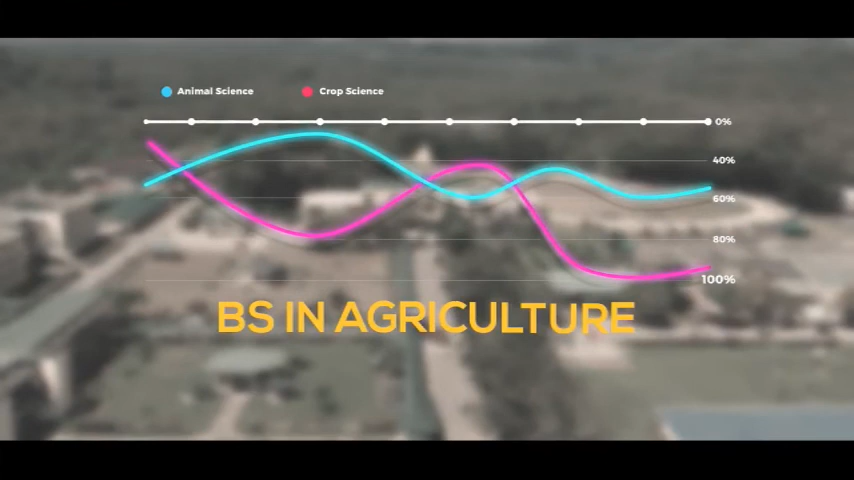 Animal Science
Crop Science
0%
40%
60%
80%
100%
BS IN AGRICULTURE